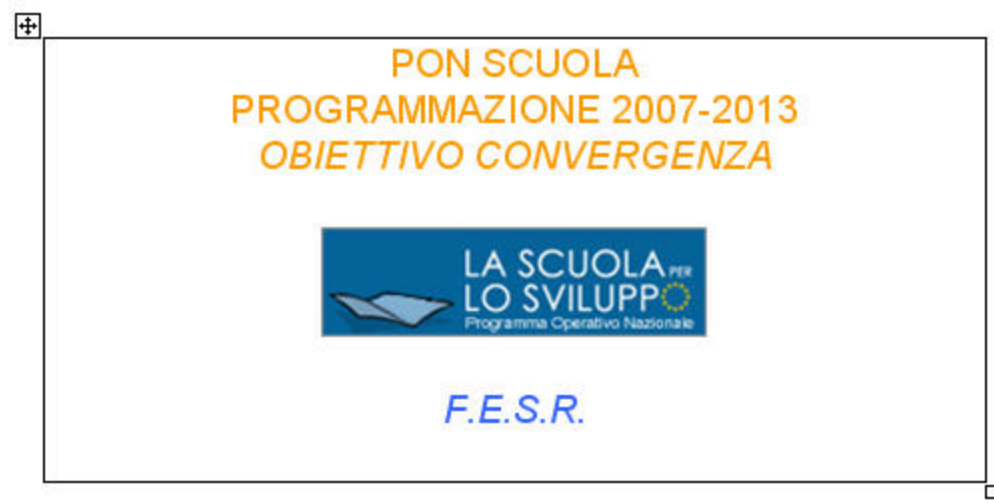 PON SCUOLA
PROGRAMMAZIONE 2007-2013
OBIETTIVO CONVERGENZA
LA SCUOLA PER
LO SVILUPPO
Programma Operativo Nazionale
F.E.S.R.